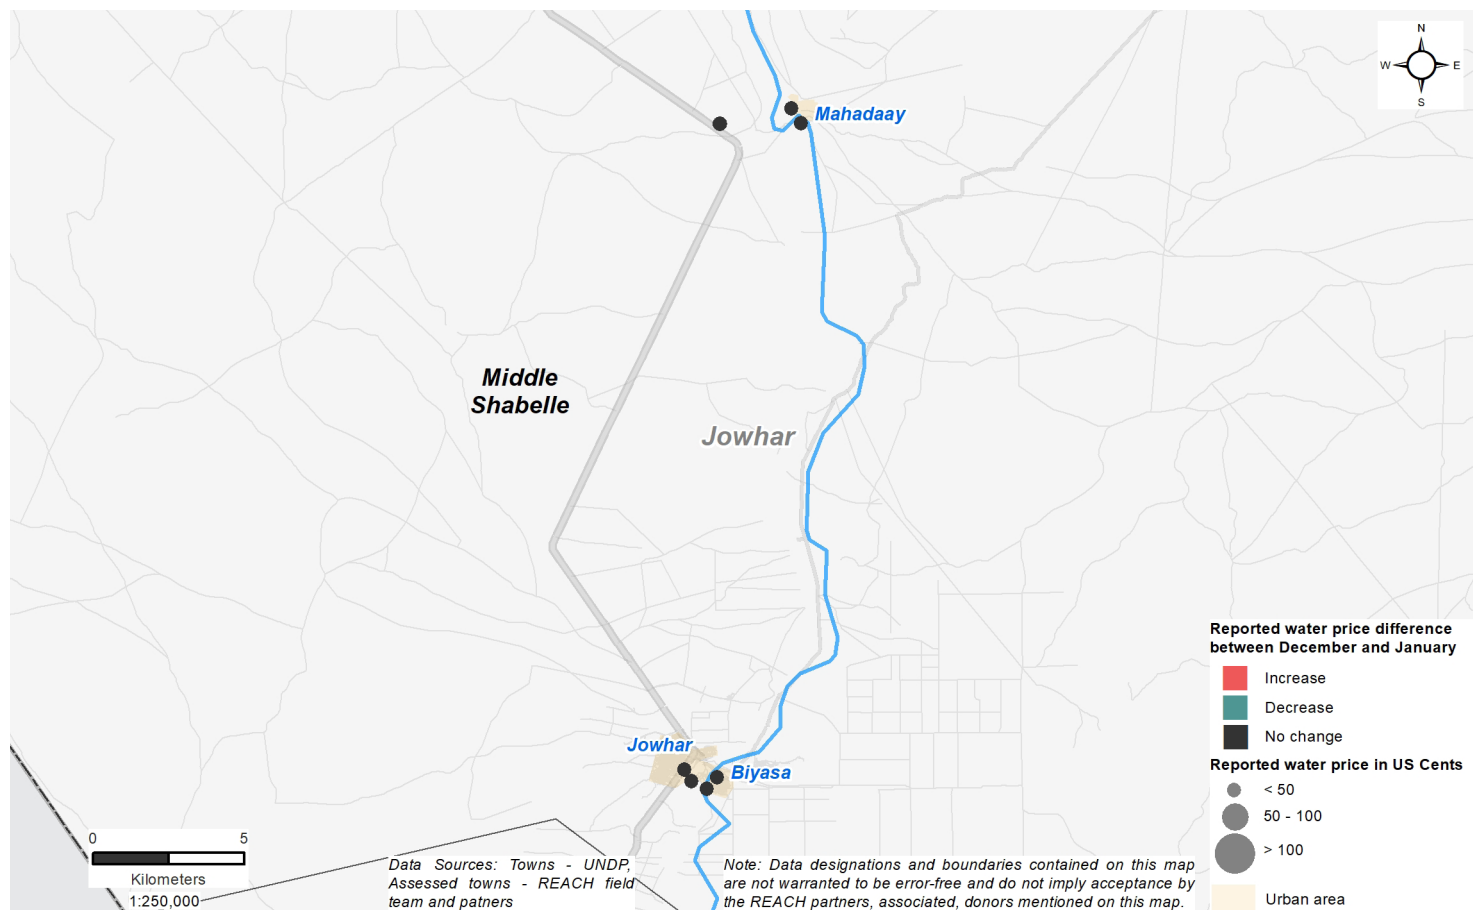 N
W
E
S
Mahadaay
Middle
Shabelle
Jowhar
Jowhar
Biyasa
Reported water price difference
between December and January
Increase
Decrease
No change
Reported water price in US Cents
< 50
50 - 100
> 100
Urban area
0
5
Kilometers
1:250,000
Data Sources: Towns - UNDP,
Assessed towns - REACH field
team and patners
Note: Data designations and boundaries contained on this map
are not warranted to be error-free and do not imply acceptance by
the REACH partners, associated, donors mentioned on this map.